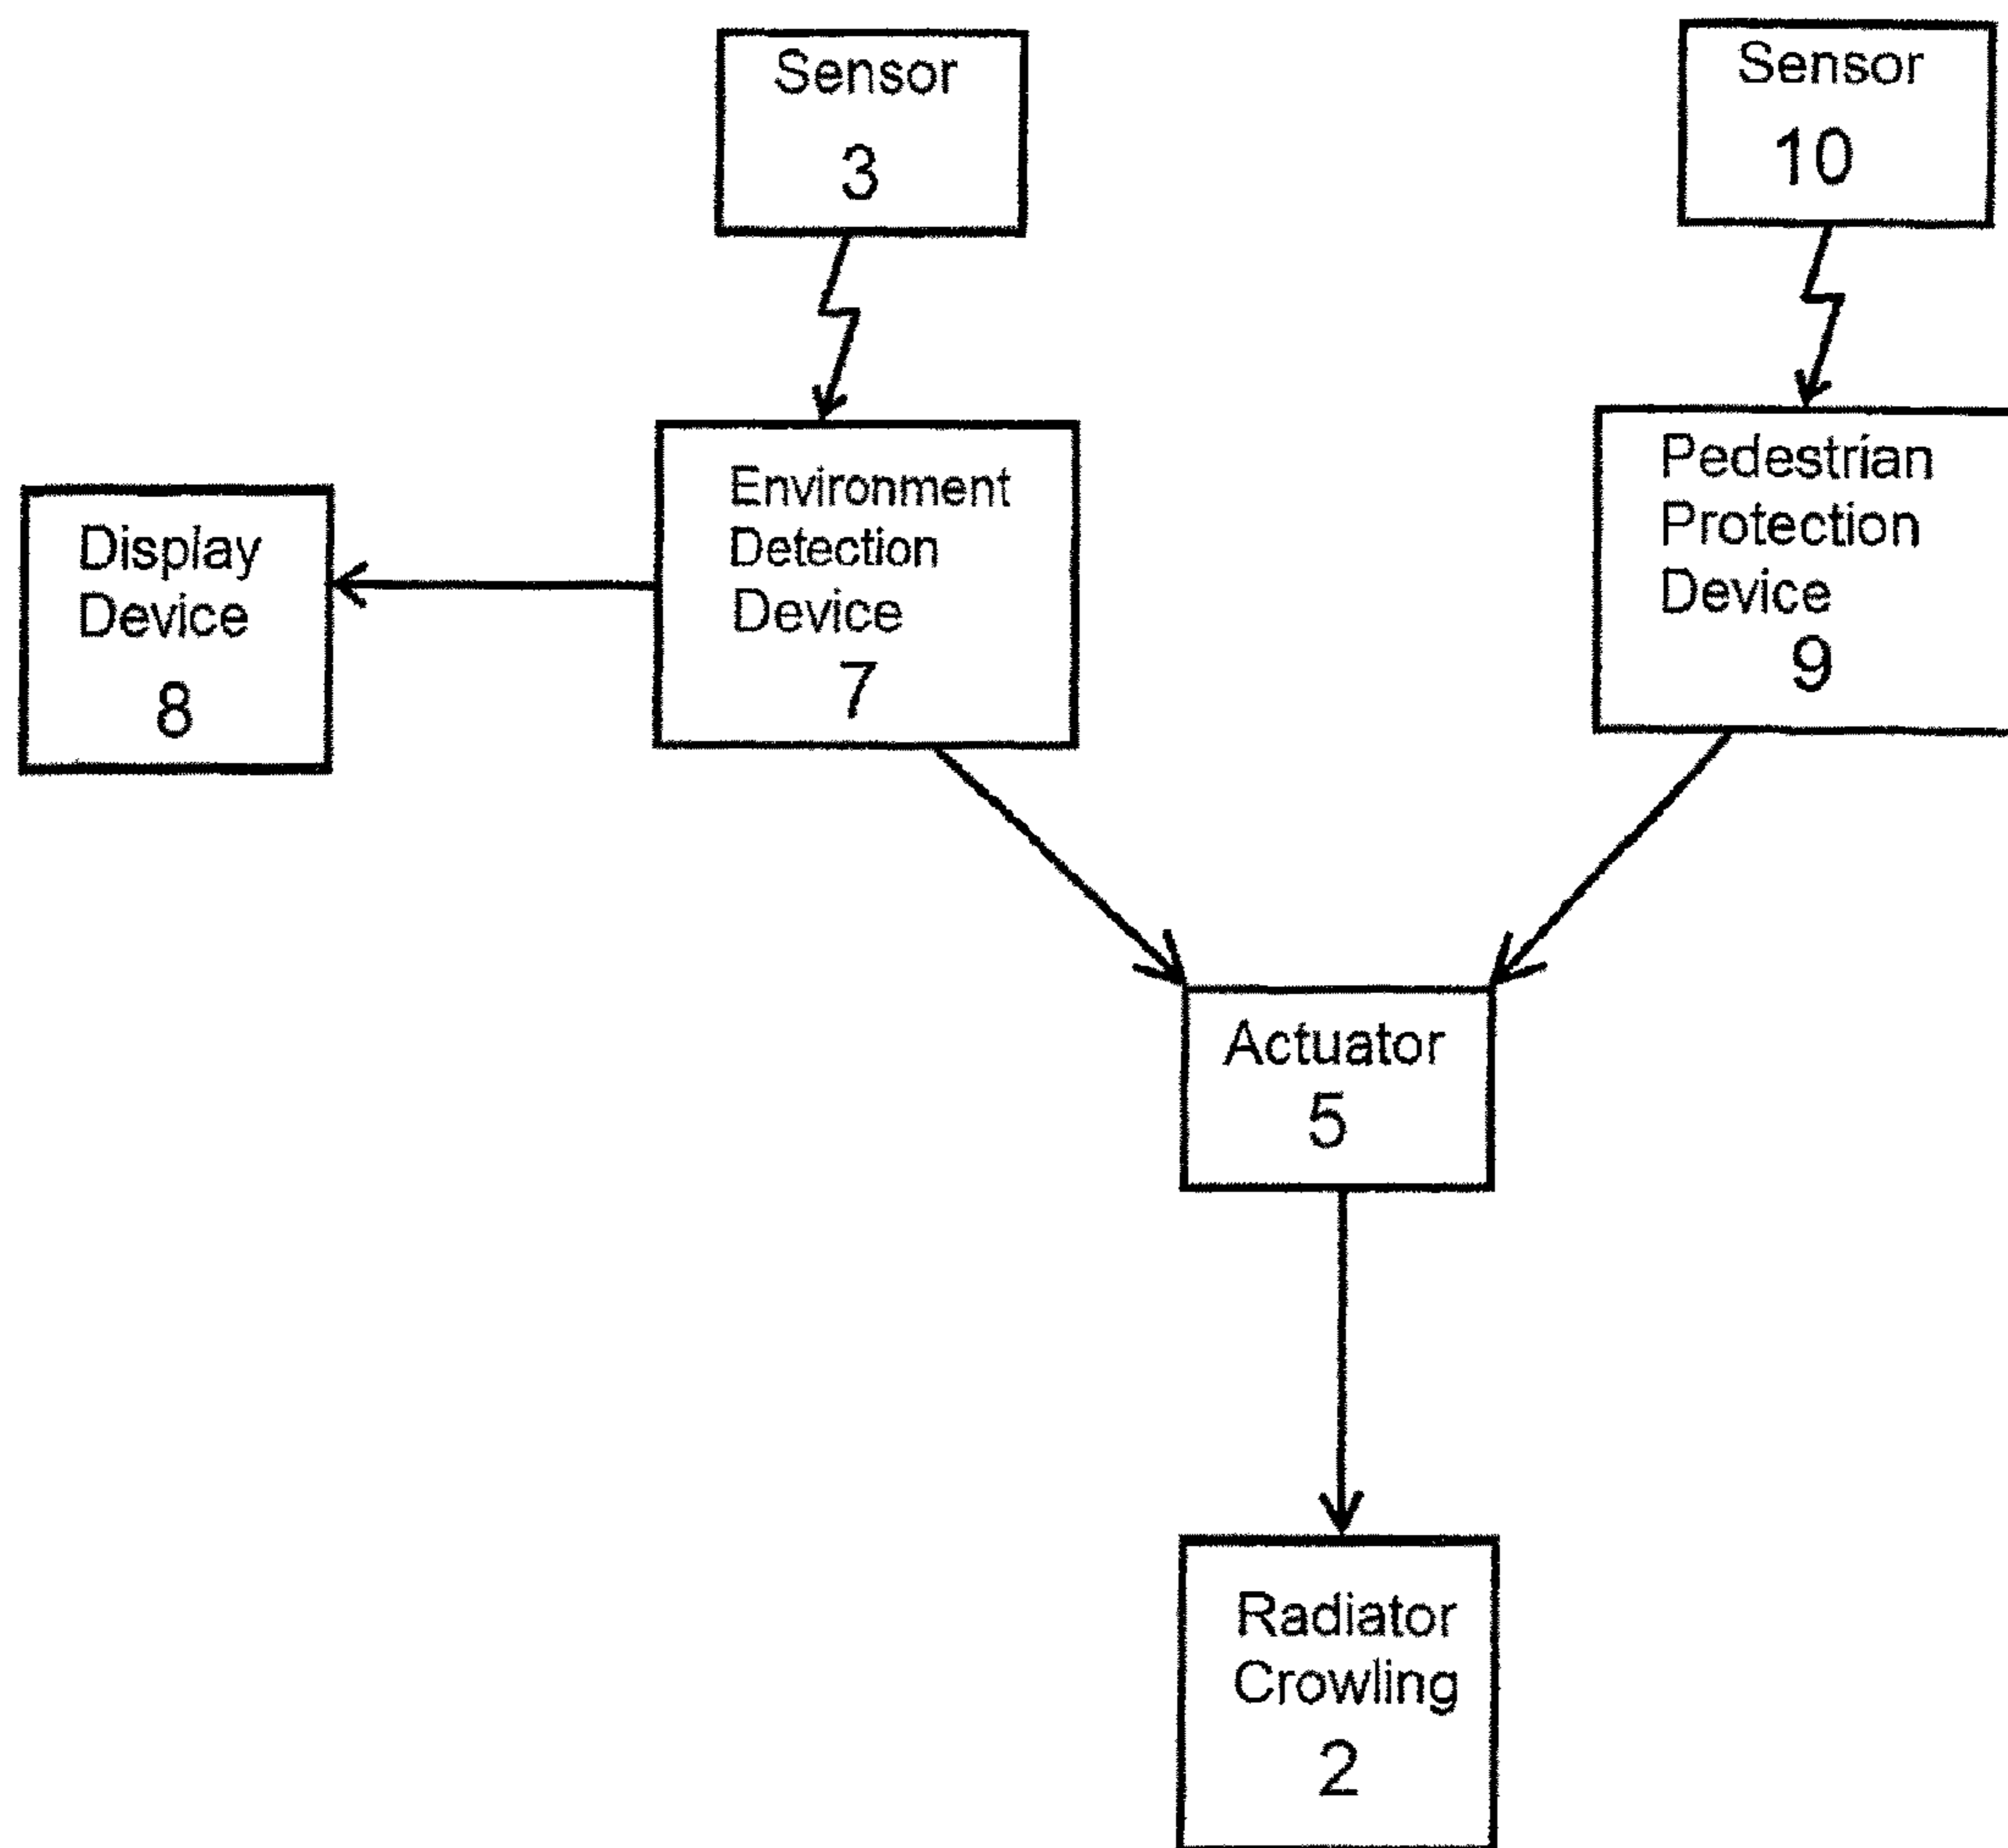 Sensor
3
Sensor
10
Display
Device
8
Environment
Detection
Device
7
Pedestrian
Protection
Device
9
Actuator
5
Radiator
Crowling
2